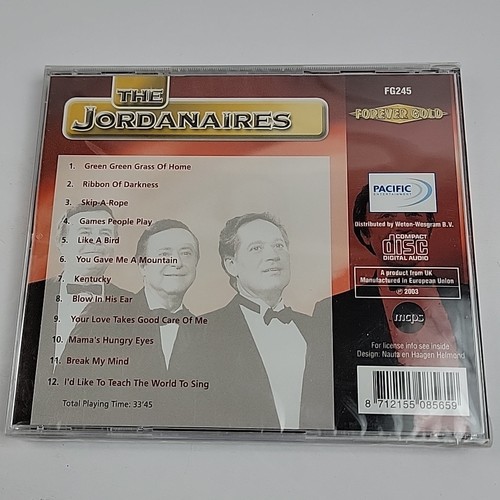 THE
JORDANAIRES
1. Green Green Grass Of Home
2. Ribbon Of Darkness
3. Skip-A-Rope
4. Games People Play
5. Like A Bird
6. You Gave Me A Mountain
7. Kentucky
8. Blow In His Ear
9. Your Love Takes Good Care Of Me
10. Mama's Hungry Eyes
11. Break My Mind
12. I'd Like To Teach The World To Sing
Total Playing Time: 33'45
FG245
FOREVER GOLD
PACIFIC
ENTERTAINMENT
Distributed by Weton-Wesgram B.V.
COMPACT
disc
DIGITAL AUDIO
A product from UK
Manufactured in European Union
℗ 2003
mcps
For license info see inside
Design: Nauta en Haagen Helmond
8 712155 085659